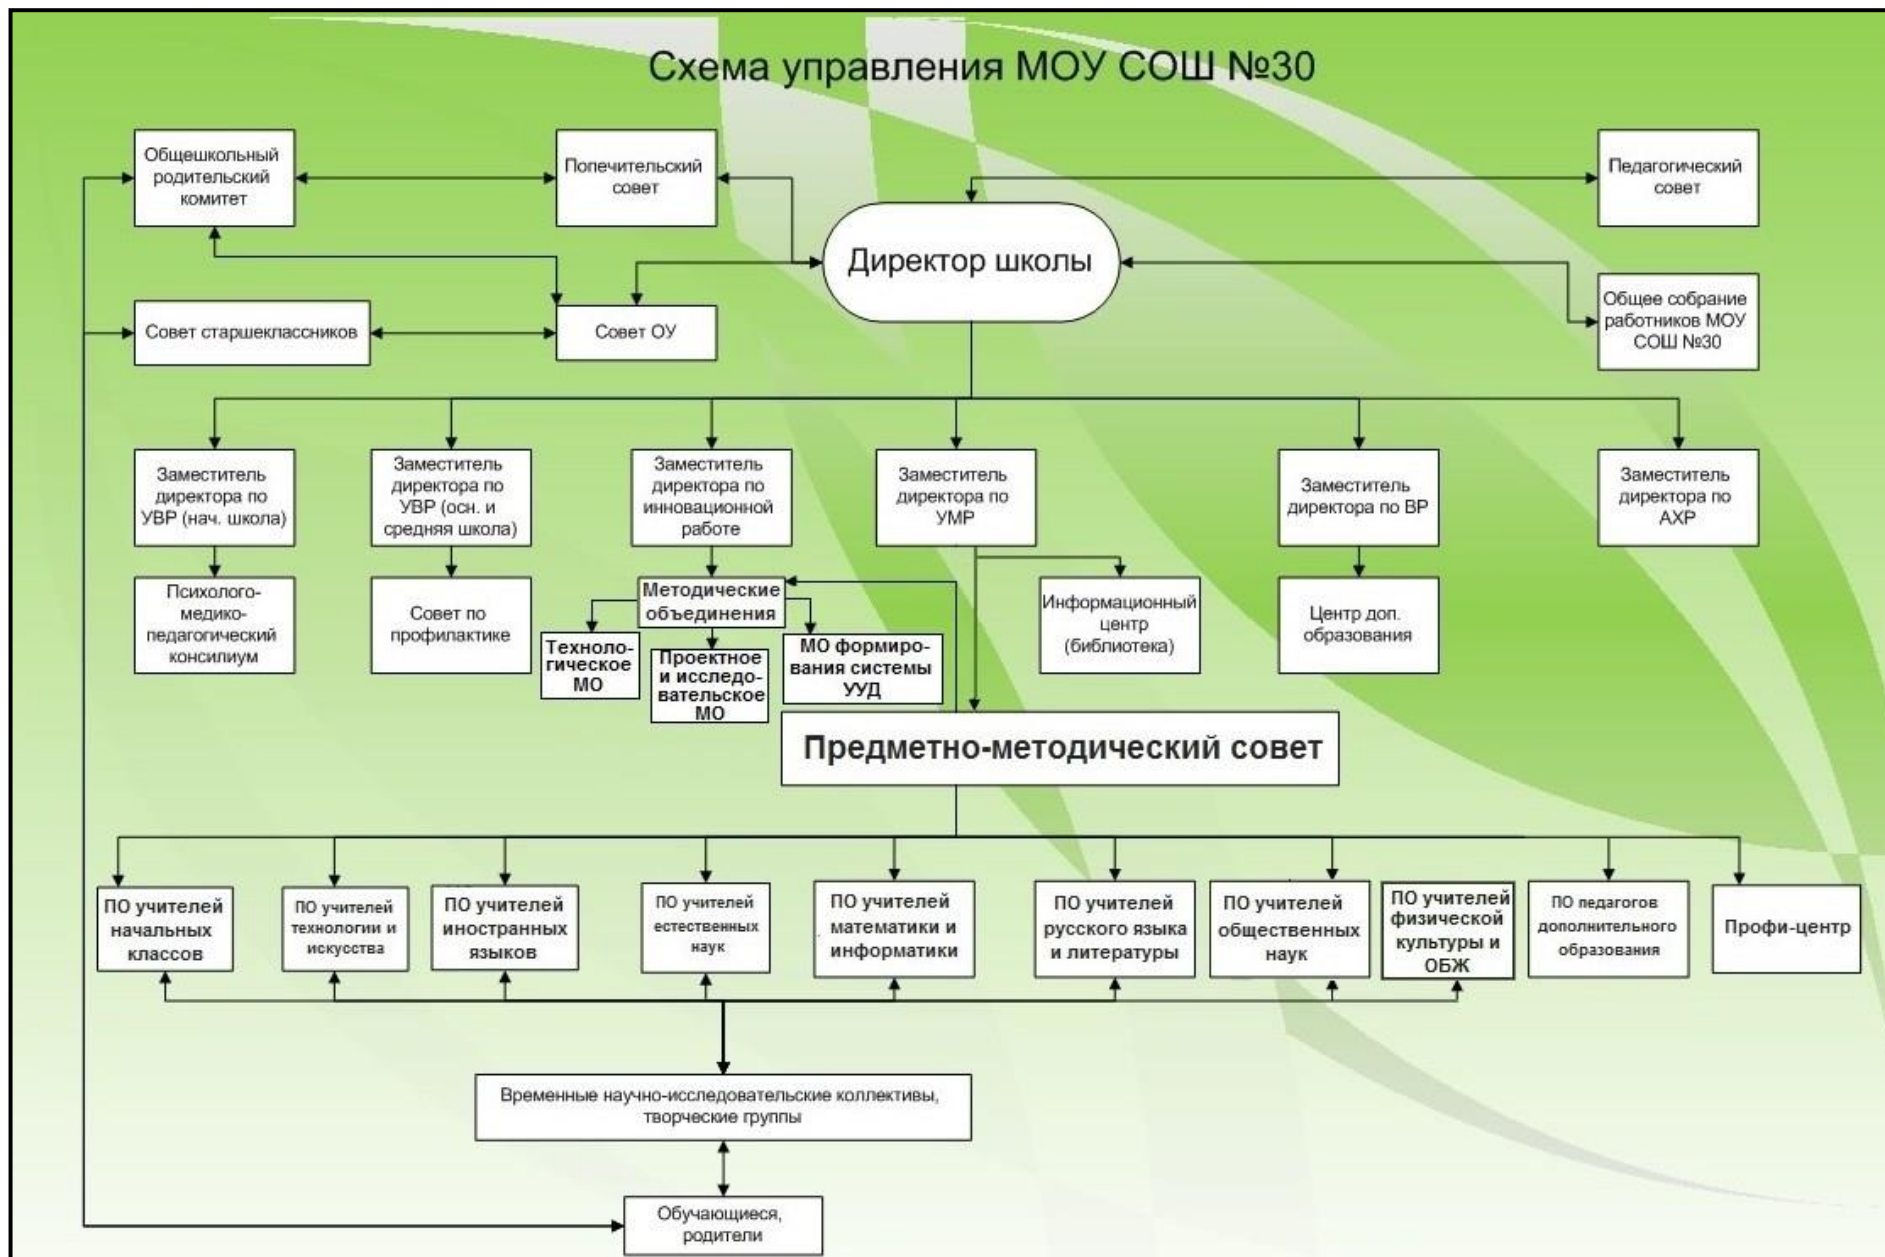 Схема управления МОУ СОШ №30
Общешкольный
родительский
комитет
Попечительский
совет
Педагогический
совет
Директор школы
Совет старшеклассников
Совет ОУ
Общее собрание
работников МОУ
СОШ №30
Заместитель
директора по
УВР (нач. школа)
Заместитель
директора по
УВР (осн. и
средняя школа)
Заместитель
директора по
инновационной
работе
Заместитель
директора по
УМР
Заместитель
директора по ВР
Заместитель
директора по
АХР
Психолого-
медико-
педагогический
консилиум
Совет по
профилактике
Методические
объединения
Техноло-
гическое
МО
Проектное
и исследо-
вательское
МО
МО формиро-
вания системы
УУД
Информационный
центр
(библиотека)
Центр доп.
образования
Предметно-методический совет
ПО учителей
начальных
классов
ПО учителей
технологии и
искусства
ПО учителей
иностранных
языков
ПО учителей
естественных
наук
ПО учителей
математики и
информатики
ПО учителей
русского языка
и литературы
ПО учителей
общественных
наук
ПО учителей
физической
культуры и
ОБЖ
ПО педагогов
дополнительного
образования
Профи-центр
Временные научно-исследовательские коллективы,
творческие группы
Обучающиеся,
родители